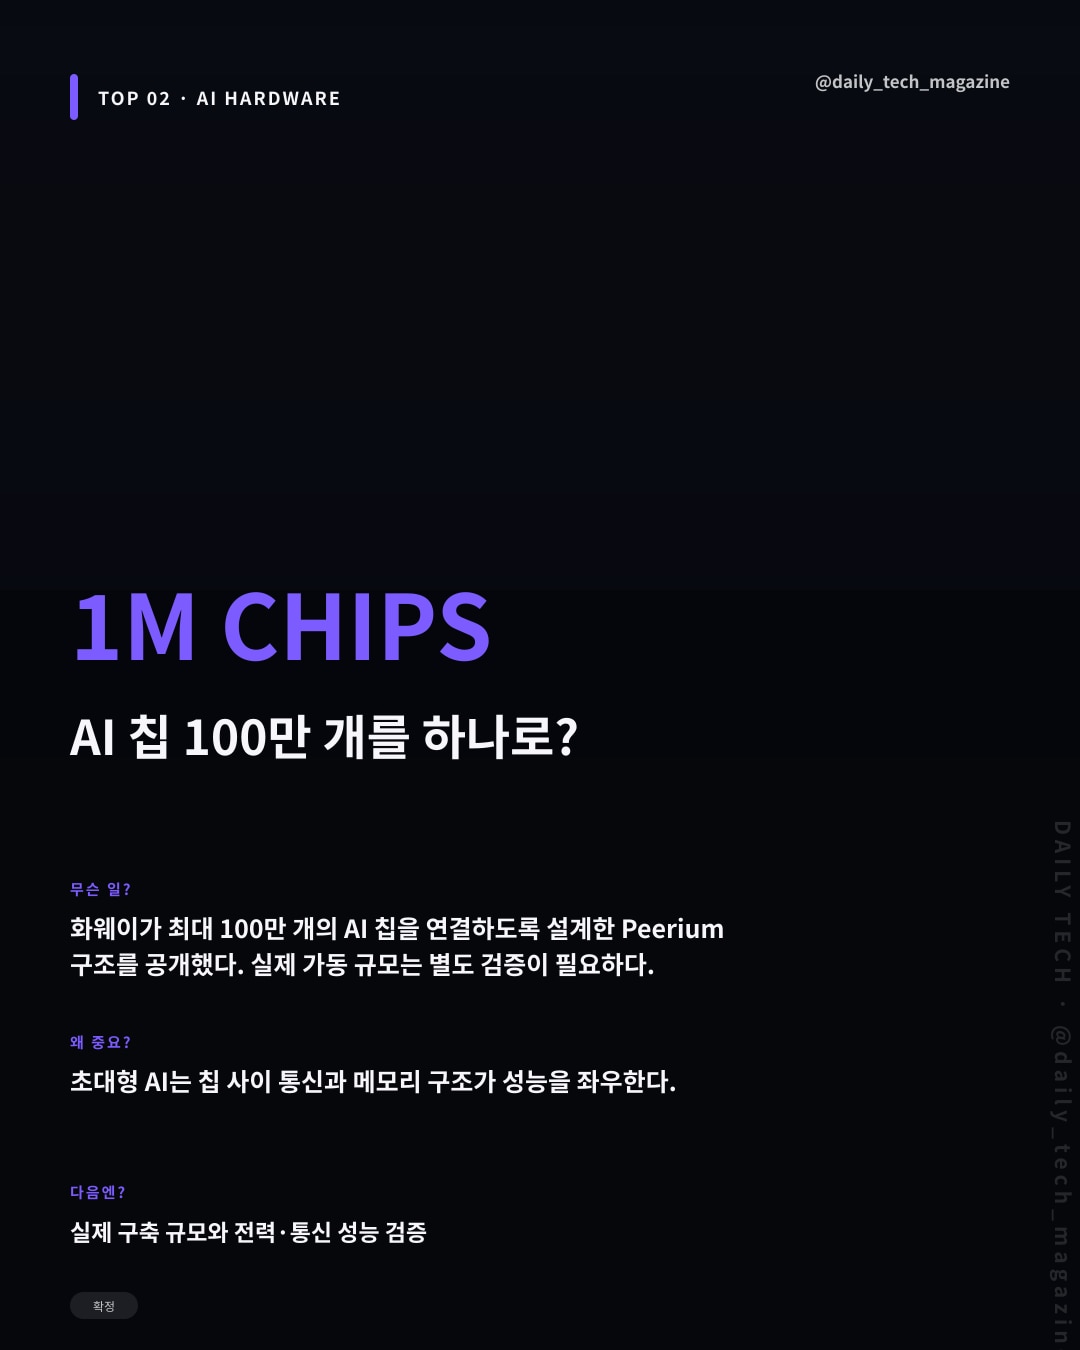 TOP 02 · AI HARDWARE
@daily_tech_magazine
1M CHIPS
AI 칩 100만 개를 하나로?
무슨 일?
화웨이가 최대 100만 개의 AI 칩을 연결하도록 설계한 Peerium
구조를 공개했다. 실제 가동 규모는 별도 검증이 필요하다.
왜 중요?
초대형 AI는 칩 사이 통신과 메모리 구조가 성능을 좌우한다.
다음엔?
실제 구축 규모와 전력·통신 성능 검증
확정
DAILY TECH · @daily_tech_magazin